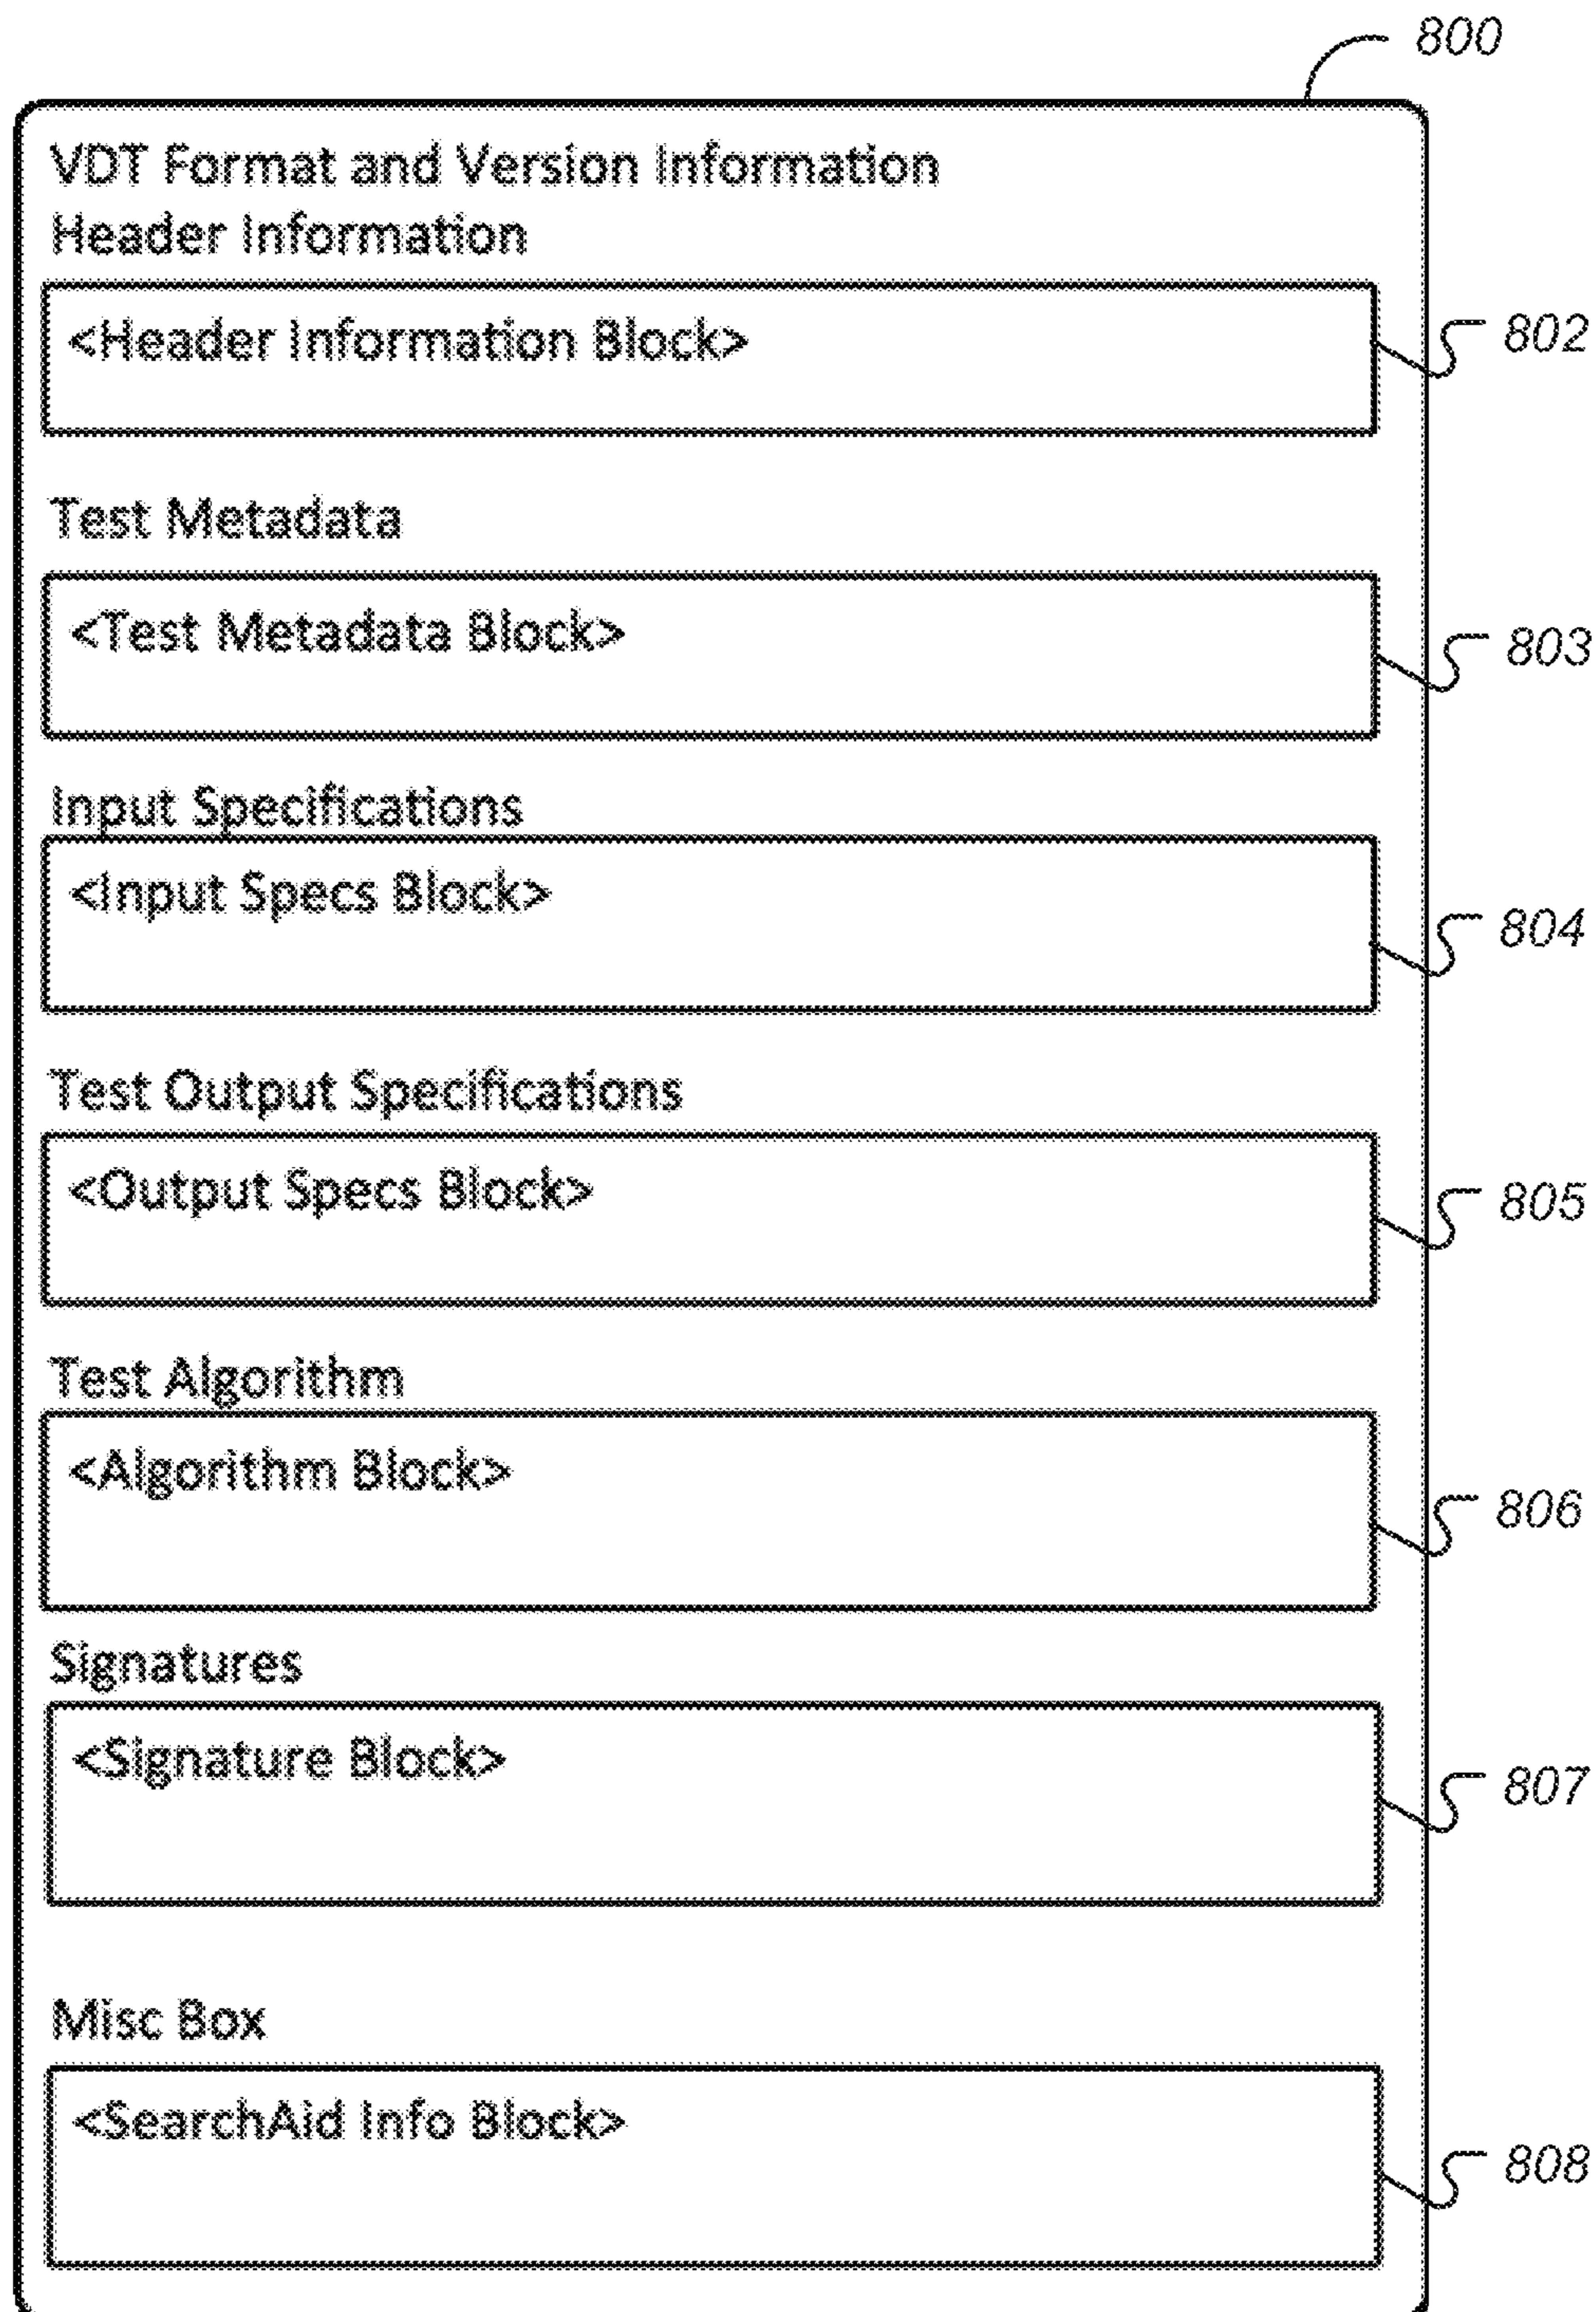 800
VDT Format and Version Information
Header Information
<Header Information Block>
802
Test Metadata
<Test Metadata Block>
803
Input Specifications
<Input Specs Block>
804
Test Output Specifications
<Output Specs Block>
805
Test Algorithm
<Algorithm Block>
806
Signatures
<Signature Block>
807
Misc Box
<SearchAid Info Block>
808